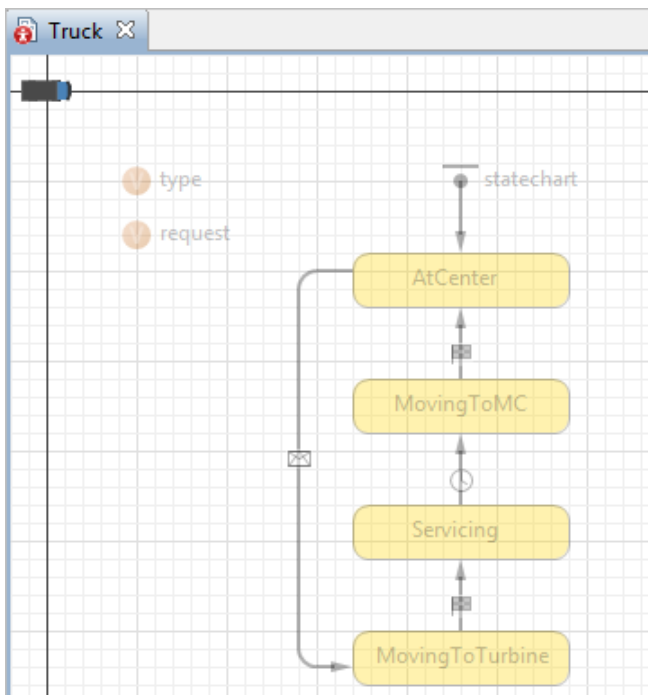 Truck
type
statechart
request
AtCenter
MovingToMC
Servicing
MovingToTurbine